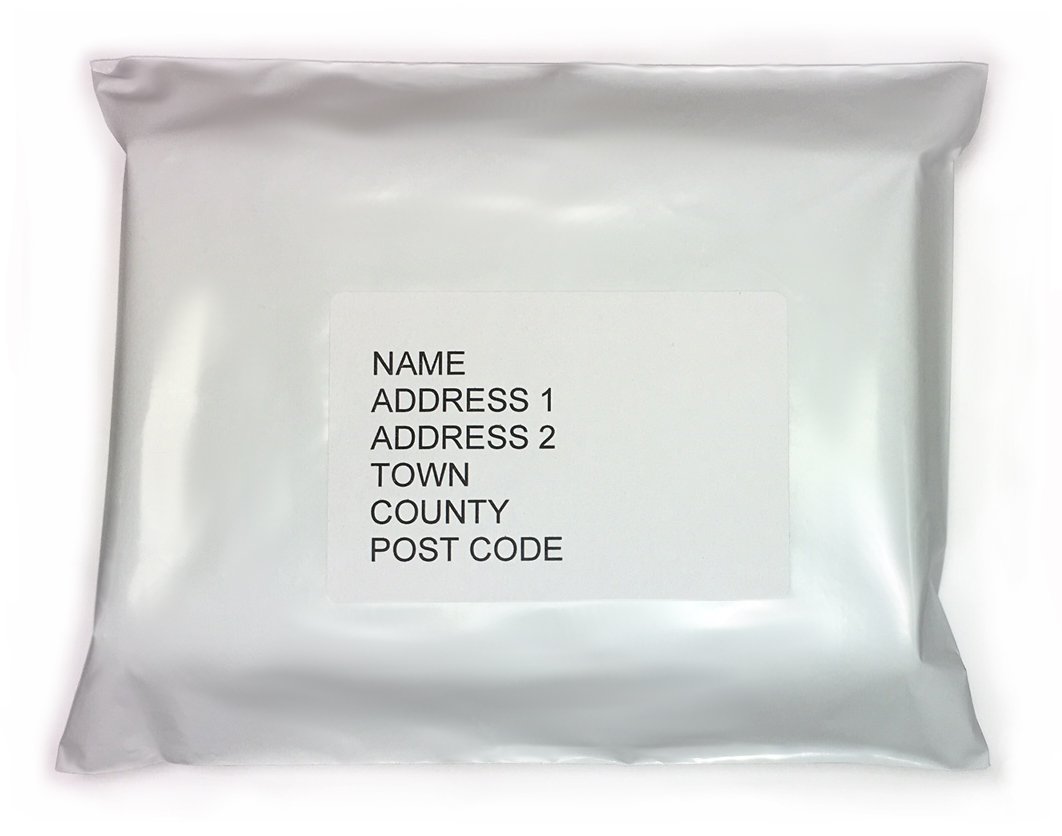 NAME
ADDRESS 1
ADDRESS 2
TOWN
COUNTY
POST CODE